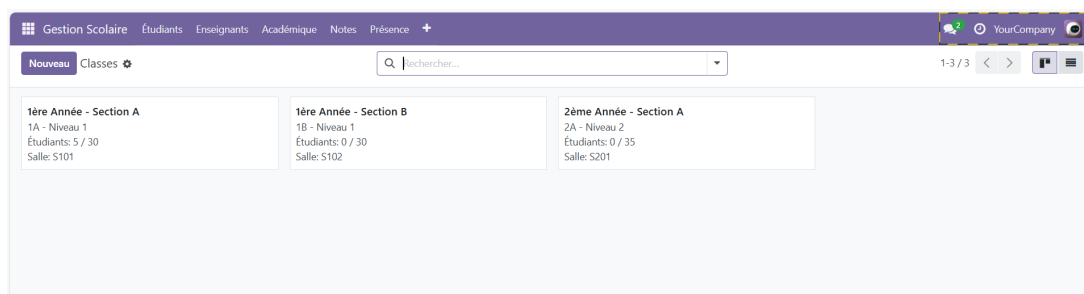 Gestion Scolaire Étudiants Enseignants Académique Notes Présence + 2 YourCompany
Nouveau Classes Rechercher... 1-3 / 3
1ère Année - Section A
1A - Niveau 1
Étudiants: 5 / 30
Salle: S101
1ère Année - Section B
1B - Niveau 1
Étudiants: 0 / 30
Salle: S102
2ème Année - Section A
2A - Niveau 2
Étudiants: 0 / 35
Salle: S201